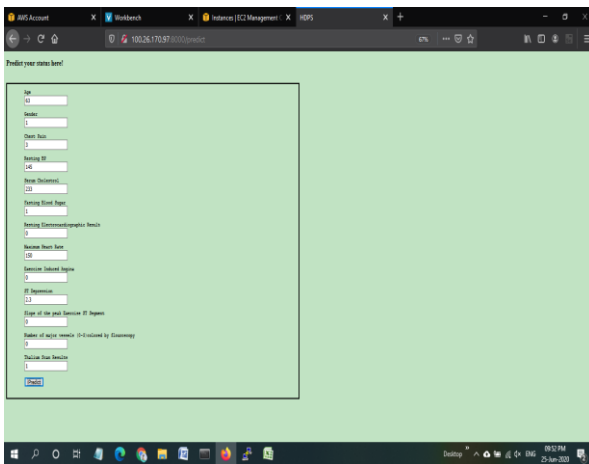 AWS Account
Workbench
Instances | EC2 Management C
HDPS
100.26.170.97:8000/predict
67%
Predict your status here!
Age
63
Gender
1
Chest Pain
3
Resting BP
145
Serum Cholestrol
233
Fasting Blood Sugar
1
Resting Electrocardiographic Result
0
Maximum Heart Rate
150
Exercise Induced Angina
0
ST Depression
2.3
Slope of the peak Exercise ST Segment
0
Number of major vessels (0-3)colored by flourosopy
0
Thalium Scan Results
1
Predict
Desktop
ENG
09:52 PM
25-Jun-2020